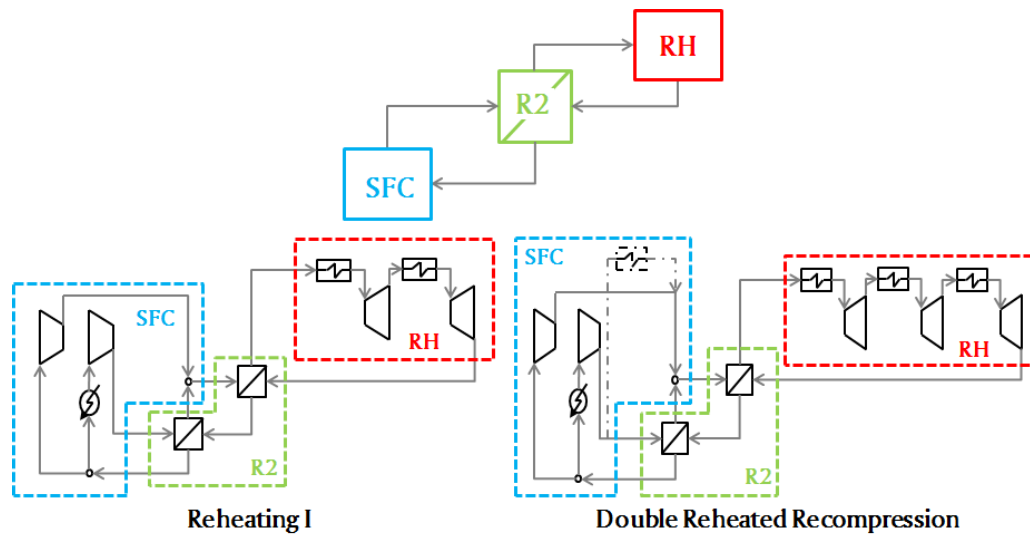 RH
R2
SFC
SFC
RH
R2
Reheating I
SFC
RH
R2
Double Reheated Recompression